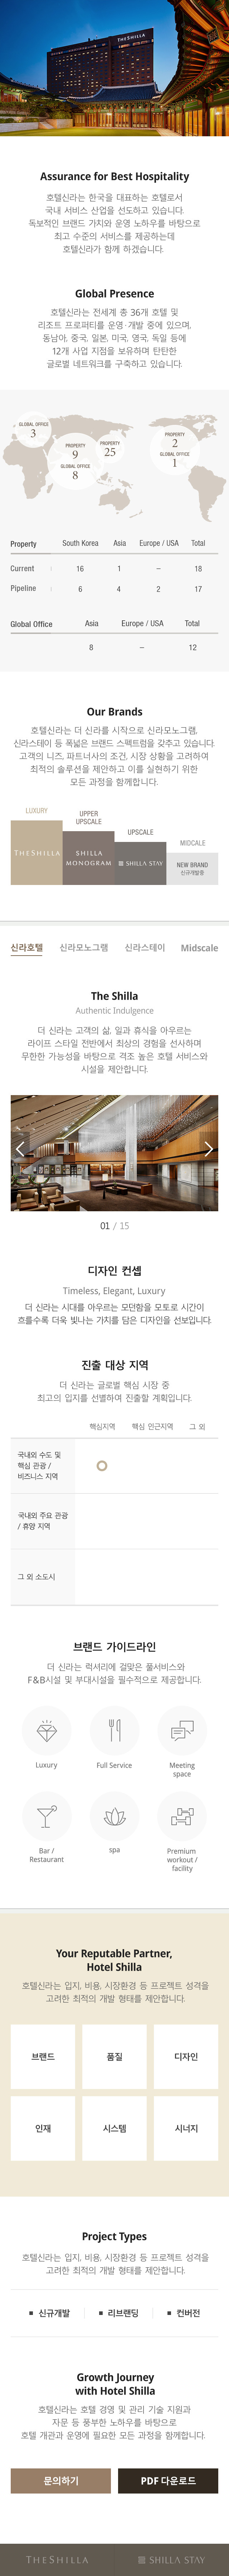 THE SHILLA
Assurance for Best Hospitality
호텔신라는 한국을 대표하는 호텔로서
국내 서비스 산업을 선도하고 있습니다.
독보적인 브랜드 가치와 운영 노하우를 바탕으로
최고 수준의 서비스를 제공하는데
호텔신라가 함께 하겠습니다.
Global Presence
호텔신라는 전세계 총 36개 호텔 및
리조트 프로퍼티를 운영·개발 중에 있으며,
동남아, 중국, 일본, 미국, 영국, 독일 등에
12개 사업 지점을 보유하며 탄탄한
글로벌 네트워크를 구축하고 있습니다.
GLOBAL OFFICE
3
PROPERTY
9
GLOBAL OFFICE
8
PROPERTY
25
PROPERTY
2
GLOBAL OFFICE
1
Property South Korea Asia Europe / USA Total
Current 16 1 – 18
Pipeline 6 4 2 17
Global Office Asia Europe / USA Total
8 – 12
Our Brands
호텔신라는 더 신라를 시작으로 신라모노그램,
신라스테이 등 폭넓은 브랜드 스펙트럼을 갖추고 있습니다.
고객의 니즈, 파트너사의 조건, 시장 상황을 고려하여
최적의 솔루션을 제안하고 이를 실현하기 위한
모든 과정을 함께합니다.
LUXURY
THE SHILLA
UPPER
UPSCALE
SHILLA
MONOGRAM
UPSCALE
SHILLA STAY
MIDCALE
NEW BRAND
신규개발중
신라호텔 신라모노그램 신라스테이 Midscale
The Shilla
Authentic Indulgence
더 신라는 고객의 삶, 일과 휴식을 아우르는
라이프 스타일 전반에서 최상의 경험을 선사하며
무한한 가능성을 바탕으로 격조 높은 호텔 서비스와
시설을 제안합니다.
01 / 15
디자인 컨셉
Timeless, Elegant, Luxury
더 신라는 시대를 아우르는 모던함을 모토로 시간이
흐를수록 더욱 빛나는 가치를 담은 디자인을 선보입니다.
진출 대상 지역
더 신라는 글로벌 핵심 시장 중
최고의 입지를 선별하여 진출할 계획입니다.
핵심지역 핵심 인근지역 그 외
국내외 수도 및
핵심 관광 /
비즈니스 지역
국내외 주요 관광
/ 휴양 지역
그 외 소도시
브랜드 가이드라인
더 신라는 럭셔리에 걸맞은 풀서비스와
F&B시설 및 부대시설을 필수적으로 제공합니다.
Luxury
Full Service
Meeting
space
Bar /
Restaurant
spa
Premium
workout /
facility
Your Reputable Partner,
Hotel Shilla
호텔신라는 입지, 비용, 시장환경 등 프로젝트 성격을
고려한 최적의 개발 형태를 제안합니다.
브랜드 품질 디자인
인재 시스템 시너지
Project Types
호텔신라는 입지, 비용, 시장환경 등 프로젝트 성격을
고려한 최적의 개발 형태를 제안합니다.
신규개발 리브랜딩 컨버전
Growth Journey
with Hotel Shilla
호텔신라는 호텔 경영 및 관리 기술 지원과
자문 등 풍부한 노하우를 바탕으로
호텔 개관과 운영에 필요한 모든 과정을 함께합니다.
문의하기 PDF 다운로드
THE SHILLA SHILLA STAY